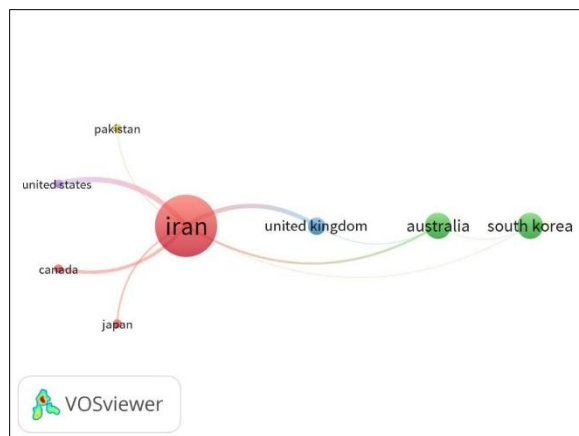 pakistan
united states
iran
united kingdom
australia
south korea
canada
japan
VOSviewer